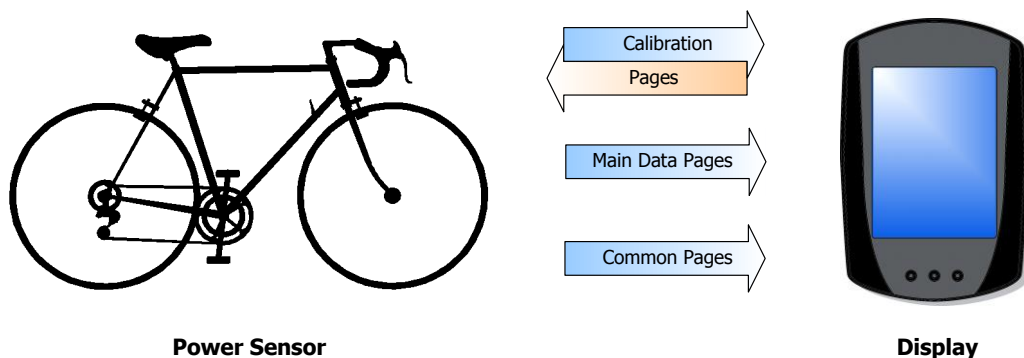 Calibration
Pages
Main Data Pages
Common Pages
Power Sensor
Display